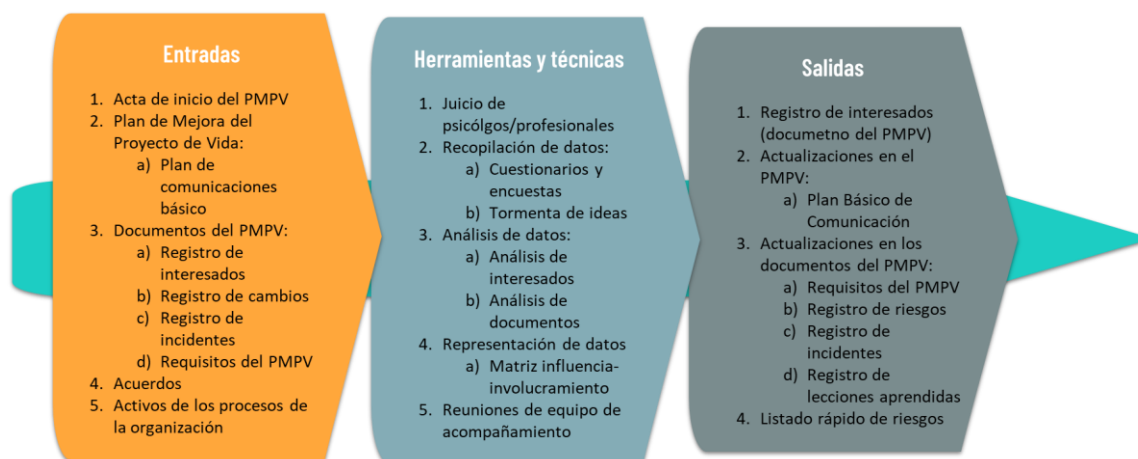 Entradas
1. Acta de inicio del PMPV
2. Plan de Mejora del
Proyecto de Vida:
a) Plan de
comunicaciones
básico
3. Documentos del PMPV:
a) Registro de
interesados
b) Registro de cambios
c) Registro de
incidentes
d) Requisitos del PMPV
4. Acuerdos
5. Activos de los procesos de
la organización
Herramientas y técnicas
1. Juicio de
psicólgos/profesionales
2. Recopilación de datos:
a) Cuestionarios y
encuestas
b) Tormenta de ideas
3. Análisis de datos:
a) Análisis de
interesados
b) Análisis de
documentos
4. Representación de datos
a) Matriz influencia-
involucramiento
5. Reuniones de equipo de
acompañamiento
Salidas
1. Registro de interesados
(documetno del PMPV)
2. Actualizaciones en el
PMPV:
a) Plan Básico de
Comunicación
3. Actualizaciones en los
documentos del PMPV:
a) Requisitos del PMPV
b) Registro de riesgos
c) Registro de
incidentes
d) Registro de
lecciones aprendidas
4. Listado rápido de riesgos